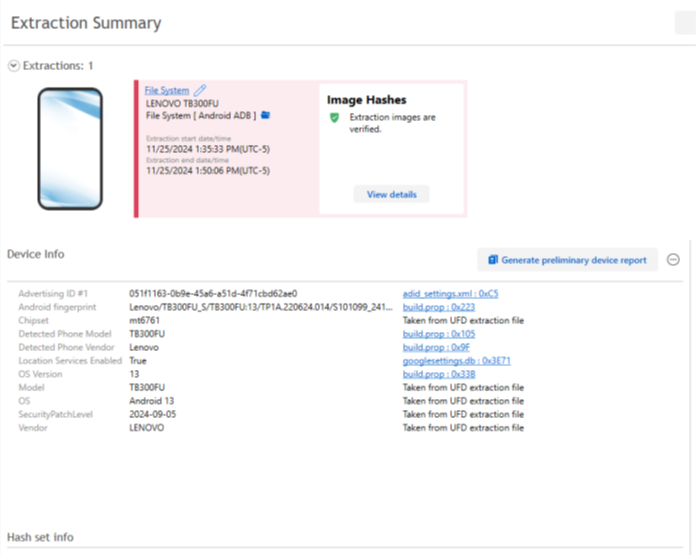 Extraction Summary
Extractions: 1
File System
LENOVO TB300FU
File System [ Android ADB ]
Extraction start date/time
11/25/2024 1:35:33 PM(UTC-5)
Extraction end date/time
11/25/2024 1:50:06 PM(UTC-5)
Image Hashes
Extraction images are
verified.
View details
Device Info
Generate preliminary device report
Advertising ID #1 051f1163-0b9e-45a6-a51d-4f71cbd62ae0 adid_settings.xml : 0xC5
Android fingerprint Lenovo/TB300FU_S/TB300FU:13/TP1A.220624.014/S101099_241... build.prop : 0x223
Chipset mt6761 Taken from UFD extraction file
Detected Phone Model TB300FU build.prop : 0x105
Detected Phone Vendor Lenovo build.prop : 0x9F
Location Services Enabled True googlesettings.db : 0x3E71
OS Version 13 build.prop : 0x33B
Model TB300FU Taken from UFD extraction file
OS Android 13 Taken from UFD extraction file
SecurityPatchLevel 2024-09-05 Taken from UFD extraction file
Vendor LENOVO Taken from UFD extraction file
Hash set info